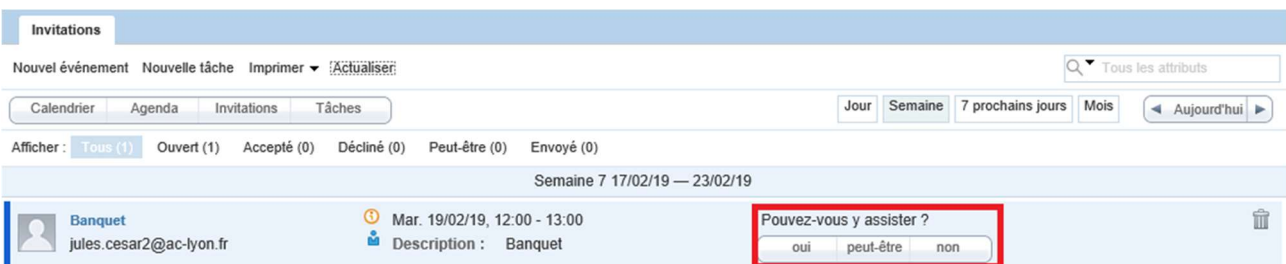 Invitations
Nouvel événement Nouvelle tâche Imprimer Actualiser Tous les attributs
Calendrier Agenda Invitations Tâches Jour Semaine 7 prochains jours Mois Aujourd'hui
Afficher : Tous (1) Ouvert (1) Accepté (0) Décliné (0) Peut-être (0) Envoyé (0)
Semaine 7 17/02/19 — 23/02/19
Banquet Mar. 19/02/19, 12:00 - 13:00 Pouvez-vous y assister ?
jules.cesar2@ac-lyon.fr Description : Banquet oui peut-être non